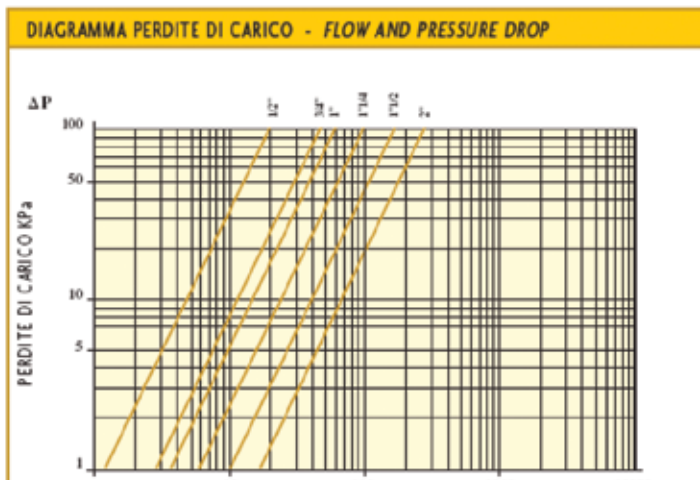 DIAGRAMMA PERDITE DI CARICO - FLOW AND PRESSURE DROP
ΔP
1/2" 3/4" 1" 1"1/4 1"1/2 2"
100
50
10
5
1
PERDITE DI CARICO KPa